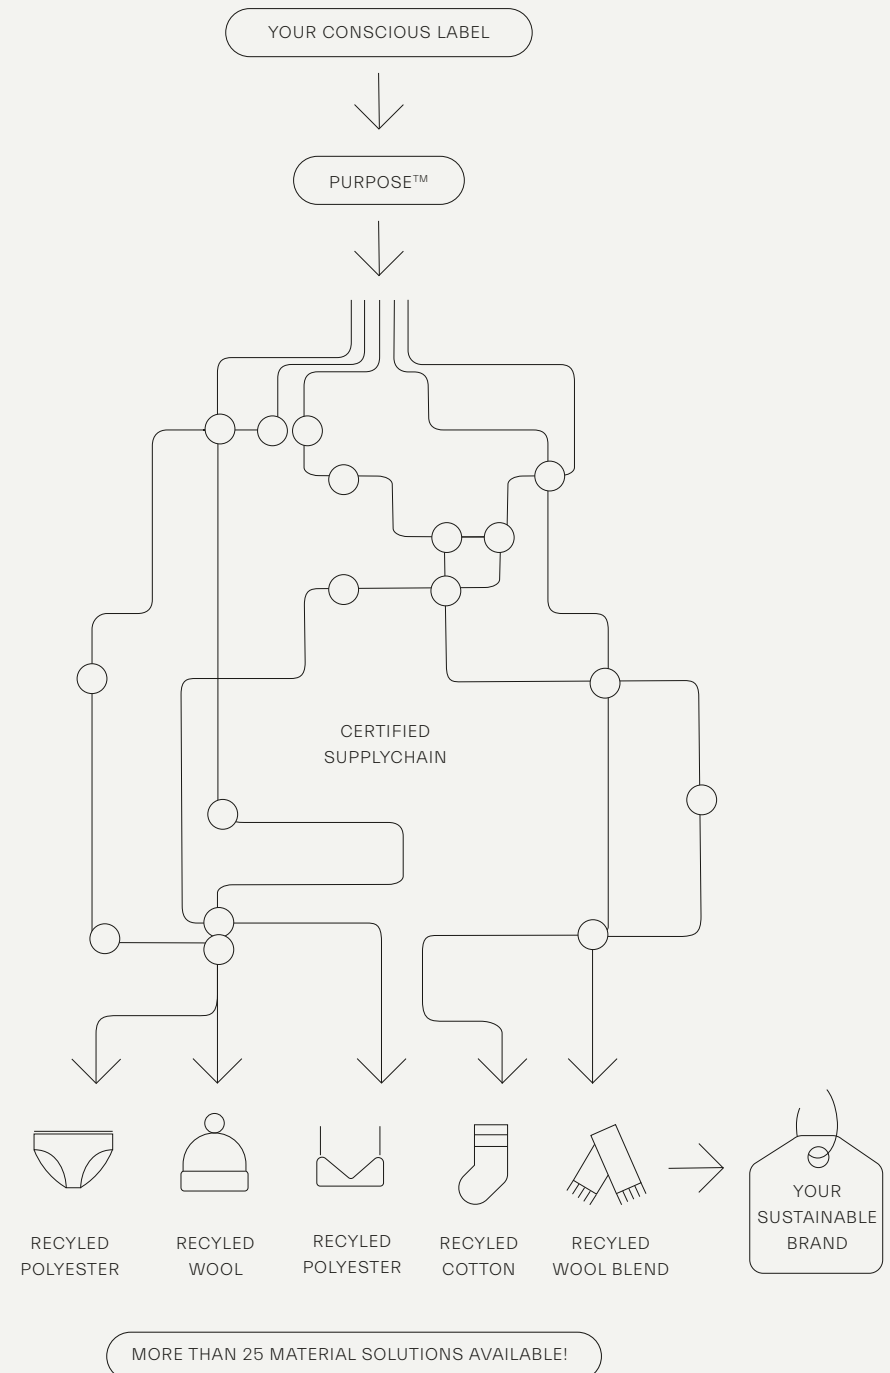 YOUR CONSCIOUS LABEL
PURPOSE™
CERTIFIED
SUPPLYCHAIN
RECYLED
POLYESTER
RECYLED
WOOL
RECYLED
POLYESTER
RECYLED
COTTON
RECYLED
WOOL BLEND
YOUR
SUSTAINABLE
BRAND
MORE THAN 25 MATERIAL SOLUTIONS AVAILABLE!